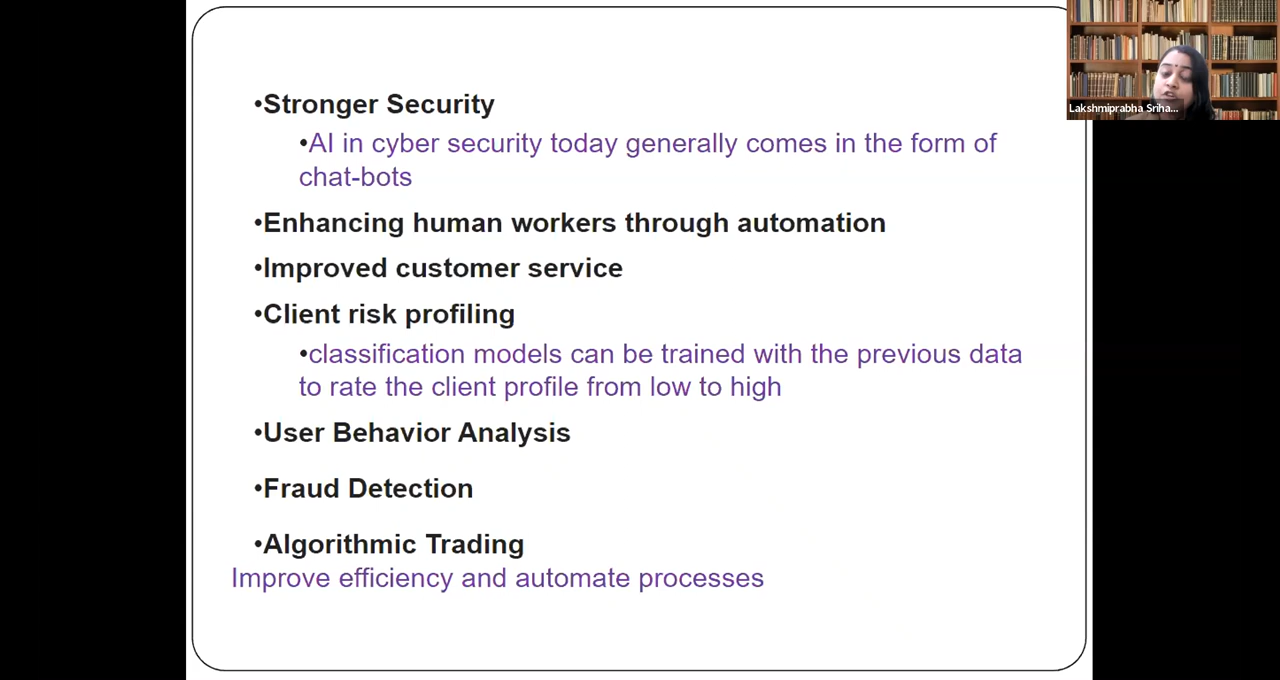 •Stronger Security
•AI in cyber security today generally comes in the form of
chat-bots
•Enhancing human workers through automation
•Improved customer service
•Client risk profiling
•classification models can be trained with the previous data
to rate the client profile from low to high
•User Behavior Analysis
•Fraud Detection
•Algorithmic Trading
Improve efficiency and automate processes
Lakshmiprabha Sriha...